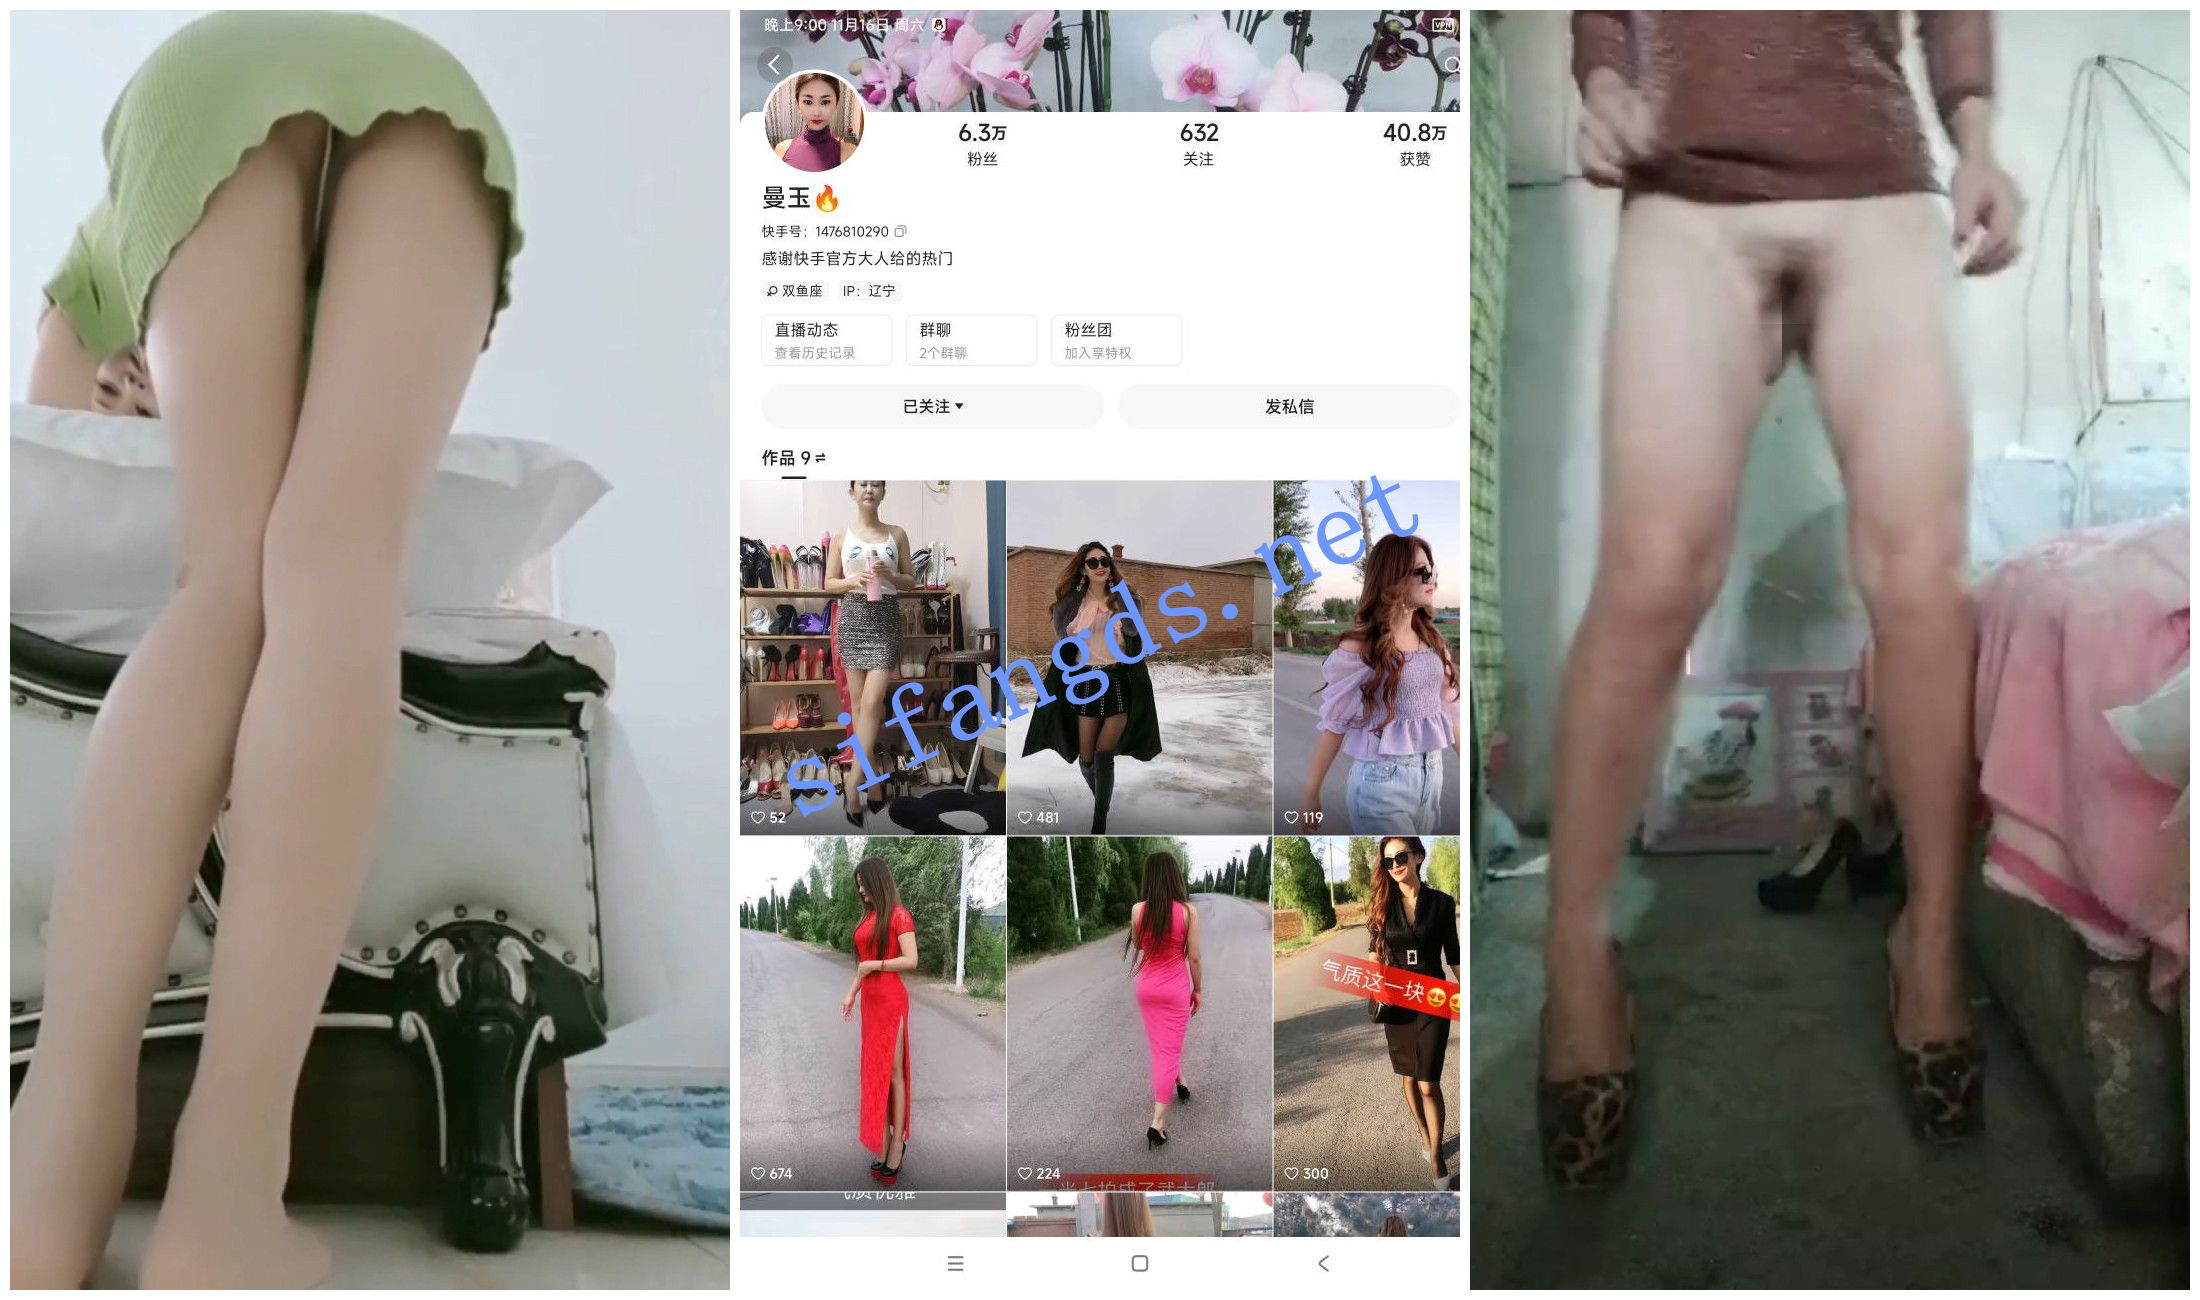 晚上9:00 11月16日 周六
VPN
6.3万
632
40.8万
粉丝
关注
获赞
曼玉🔥
快手号：1476810290
感谢快手官方大人给的热门
双鱼座
IP：辽宁
直播动态
群聊
粉丝团
查看历史记录
2个群聊
加入享特权
已关注
发私信
作品 9
sifangds.net
52
481
119
气质这一块😍
674
224
300
气质优雅